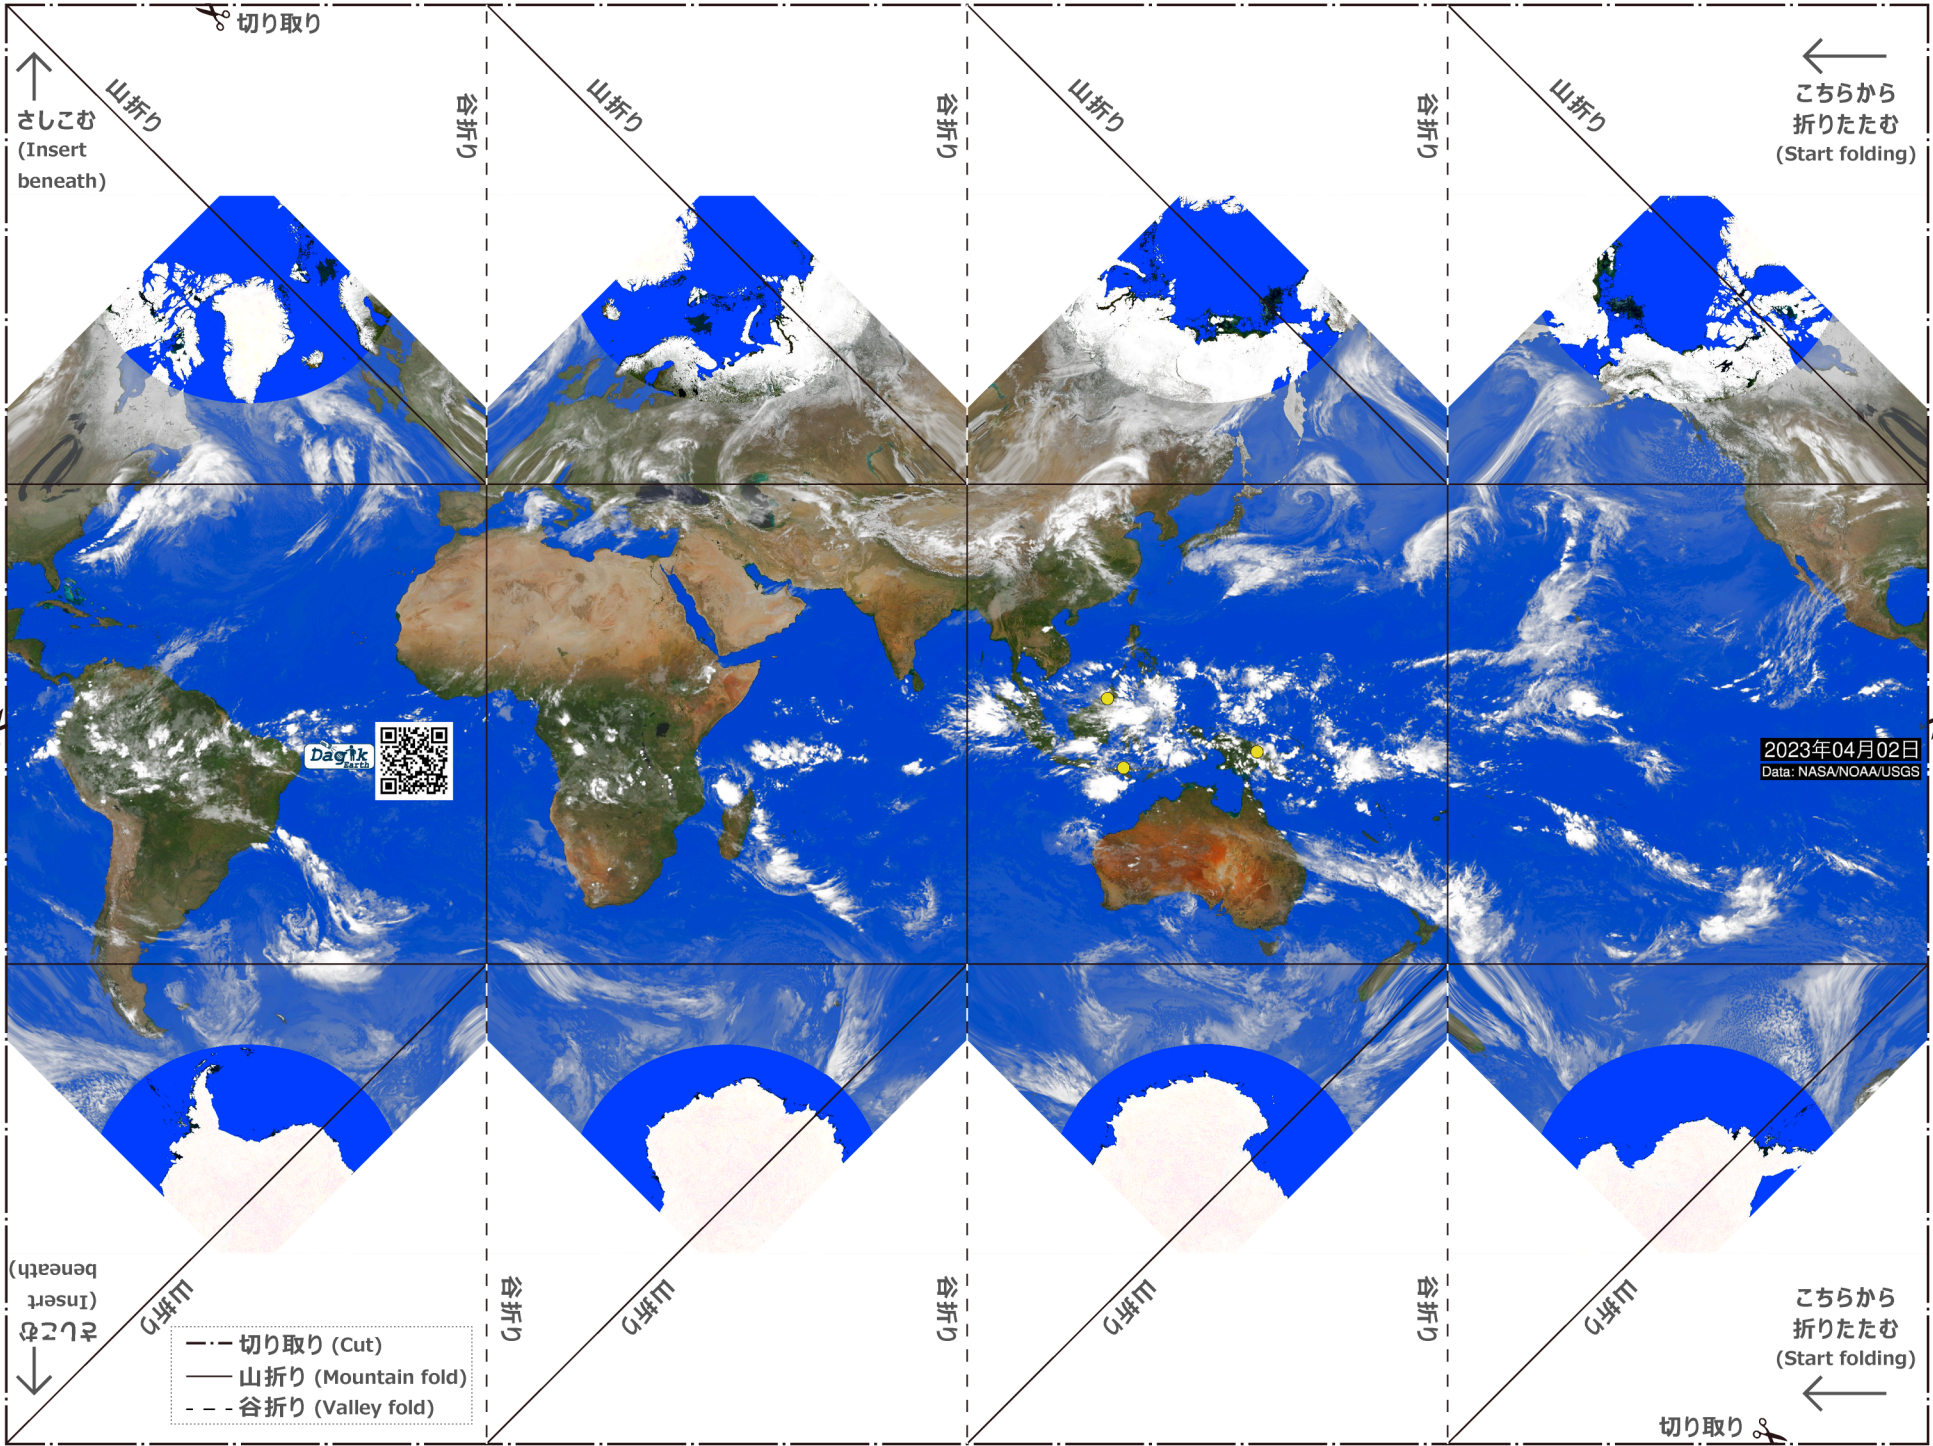 切り取り
山折り
谷折り
山折り
谷折り
山折り
谷折り
山折り
さしこむ
(Insert
beneath)
こちらから
折りたたむ
(Start folding)
Dagik
Earth
2023年04月02日
Data: NASA/NOAA/USGS
さしこむ
(Insert
beneath)
山折り
谷折り
山折り
谷折り
山折り
谷折り
山折り
こちらから
折りたたむ
(Start folding)
切り取り (Cut)
山折り (Mountain fold)
谷折り (Valley fold)
切り取り